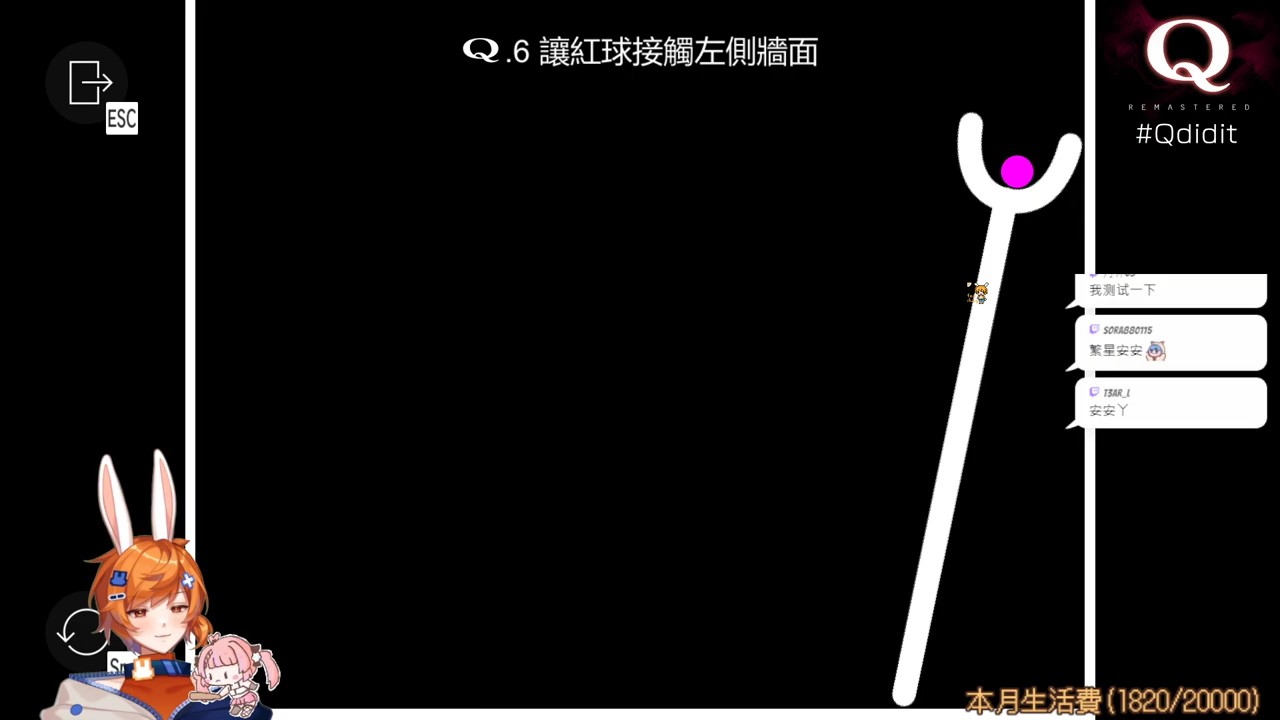 Q.6 讓紅球接觸左側牆面
ESC
Q
REMASTERED
#Qdidit
我测试一下
SORA880115
繁星安安
T3AR_L
安安丫
本月生活費(1820/20000)